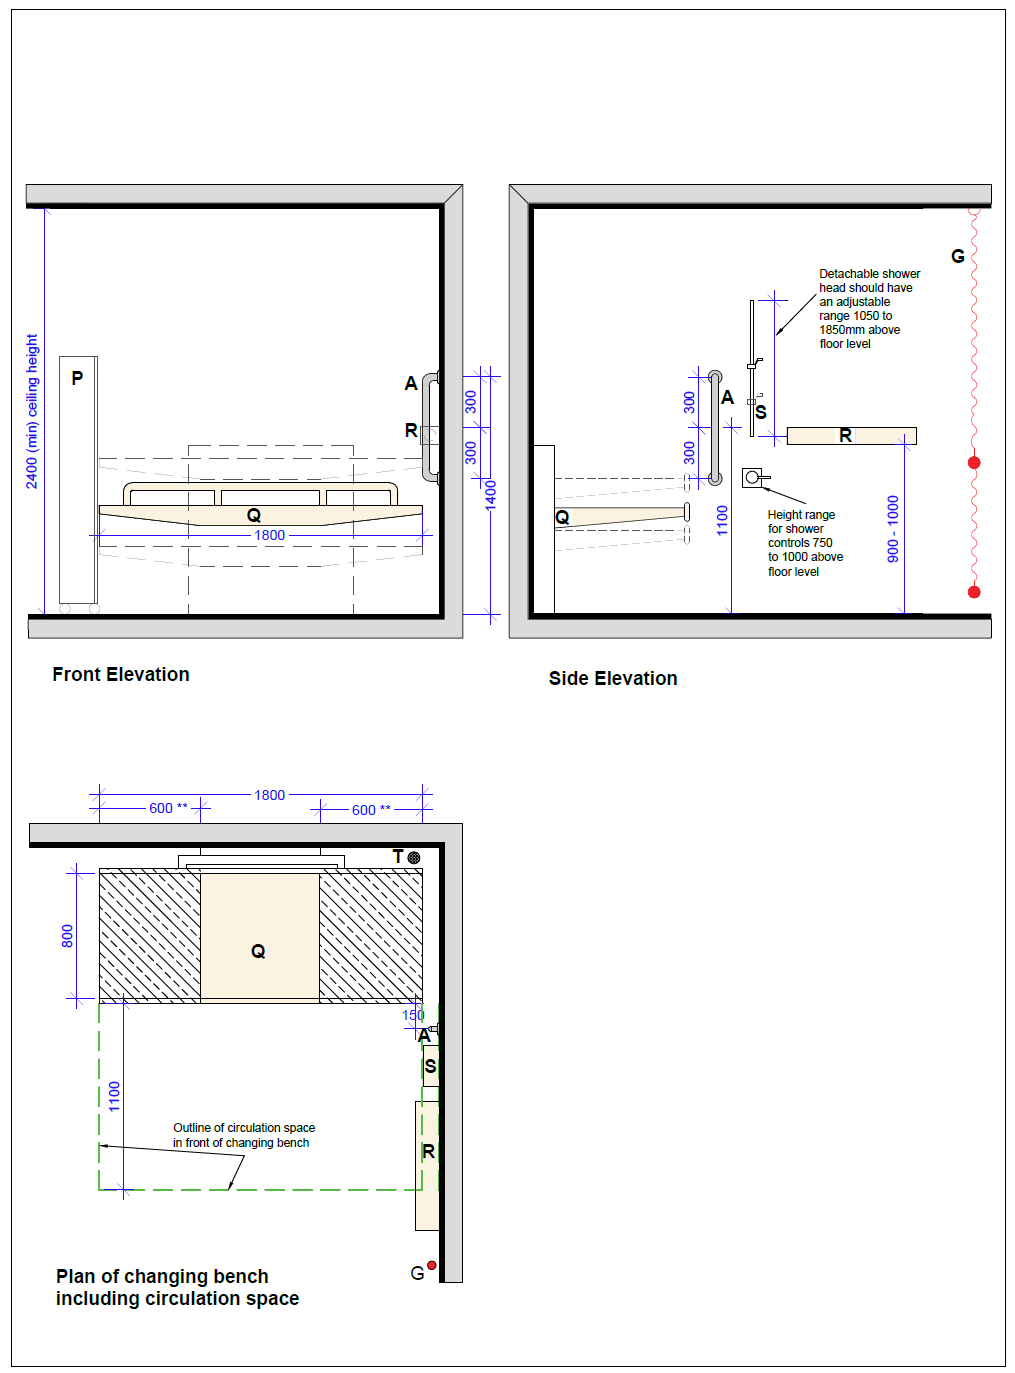 2400 (min) ceiling height
P
A
R
Q
1800
300
300
1400
Front Elevation
G
Detachable shower
head should have
an adjustable
range 1050 to
1850mm above
floor level
300
A
S
R
300
Q
1100
Height range
for shower
controls 750
to 1000 above
floor level
900 - 1000
Side Elevation
1800
600 **
600 **
T
800
Q
150
A
S
1100
Outline of circulation space
in front of changing bench
R
G
Plan of changing bench
including circulation space